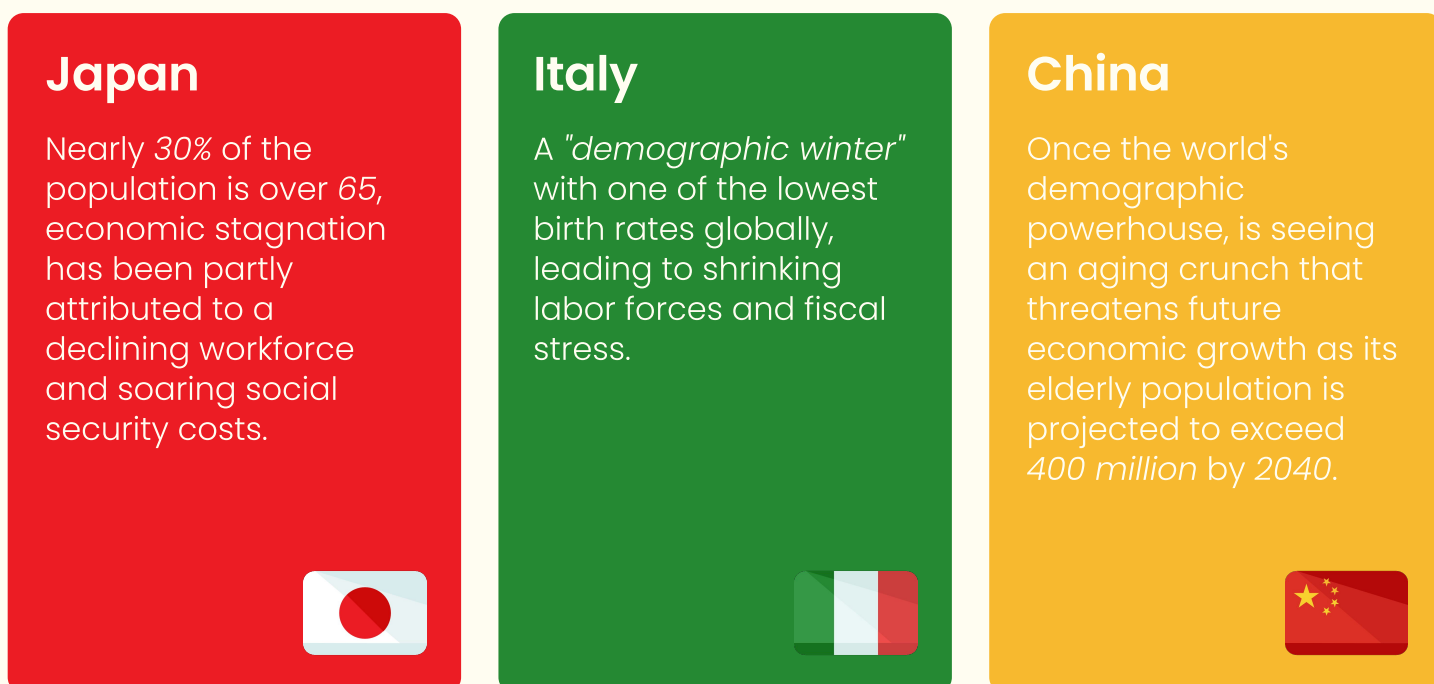 Japan
Nearly 30% of the
population is over 65,
economic stagnation
has been partly
attributed to a
declining workforce
and soaring social
security costs.
Italy
A "demographic winter"
with one of the lowest
birth rates globally,
leading to shrinking
labor forces and fiscal
stress.
China
Once the world's
demographic
powerhouse, is seeing
an aging crunch that
threatens future
economic growth as its
elderly population is
projected to exceed
400 million by 2040.